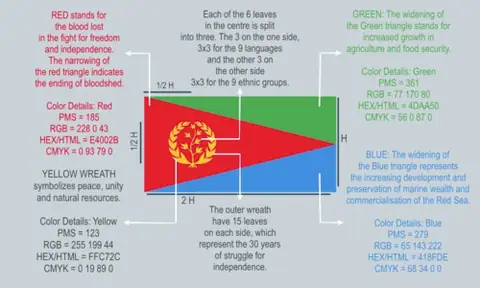 RED stands for
the blood lost
in the fight for freedom
and independence.
The narrowing of
the red triangle indicates
the ending of bloodshed.
Color Details: Red
PMS = 185
RGB = 228 0 43
HEX/HTML = E4002B
CMYK = 0 93 79 0
YELLOW WREATH
symbolizes peace, unity
and natural resources.
Color Details: Yellow
PMS = 123
RGB = 255 199 44
HEX/HTML = FFC72C
CMYK = 0 19 89 0
Each of the 6 leaves
in the centre is split
into three. The 3 on the one side,
3x3 for the 9 languages
and the other 3 on
the other side
3x3 for the 9 ethnic groups.
1/2 H
1/2 H
H
2 H
The outer wreath
have 15 leaves
on each side, which
represent the 30 years
of struggle for
independence.
GREEN: The widening of
the Green triangle stands for
increased growth in
agriculture and food security.
Color Details: Green
PMS = 361
RGB = 77 170 80
HEX/HTML = 4DAA50
CMYK = 56 0 87 0
BLUE: The widening of
the Blue triangle represents
the increasing development and
preservation of marine wealth and
commercialisation of the Red Sea.
Color Details: Blue
PMS = 279
RGB = 65 143 222
HEX/HTML = 418FDE
CMYK = 68 34 0 0